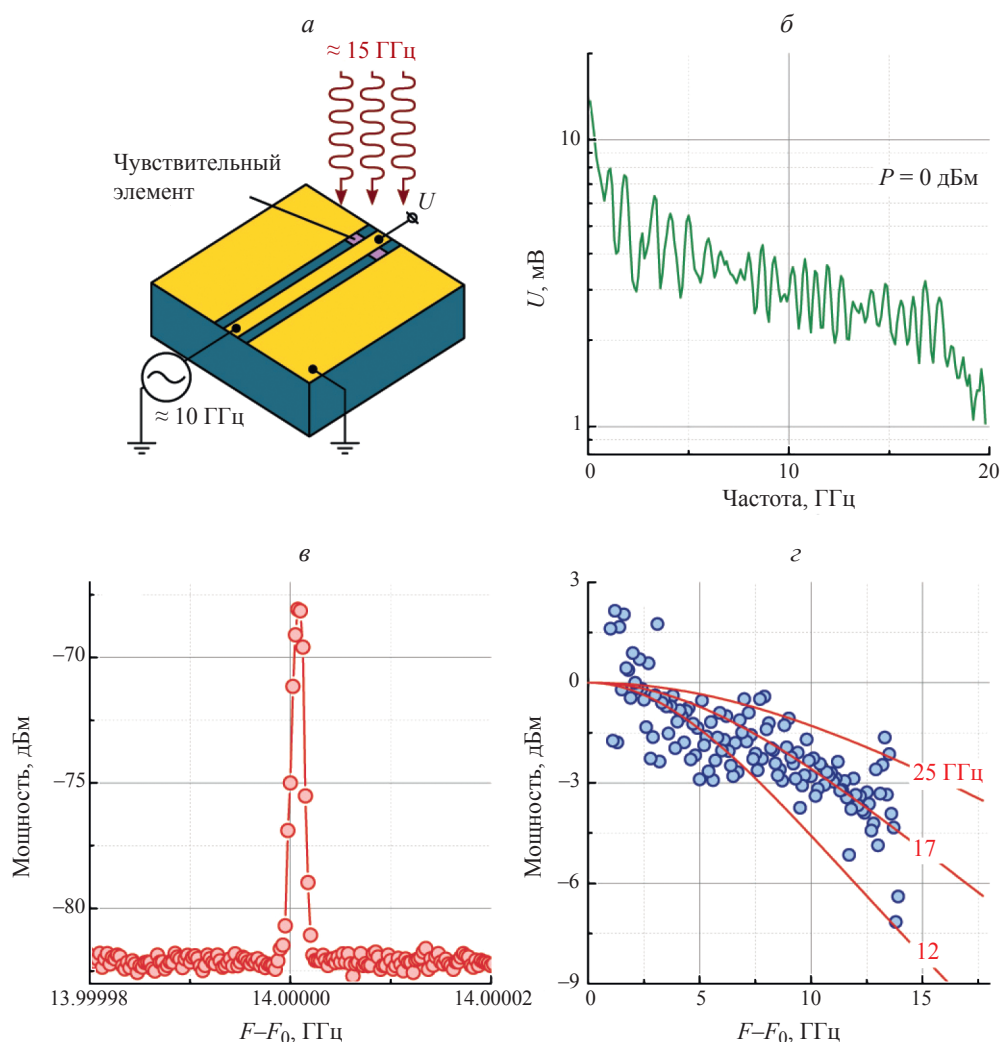 а
≈ 15 ГГц
Чувствительный
элемент
U
≈ 10 ГГц
б
U, мВ
10
1
P = 0 дБм
0
10
20
Частота, ГГц
в
Мощность, дБм
–70
–75
–80
13.99998
14.00000
14.00002
F–F₀, ГГц
г
Мощность, дБм
3
0
–3
–6
–9
25 ГГц
17
12
0
5
10
15
F–F₀, ГГц